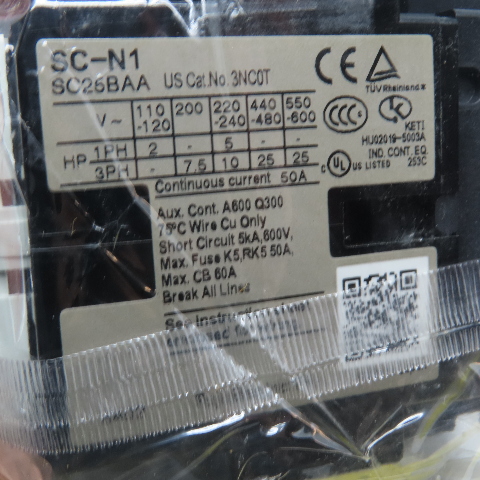 SC-N1
SC25BAA US Cat.No. 3NC0T
TÜV Rheinland
V~ 110-120 200 220-240 440-480 550-600
HP 1PH 2 - 5 - -
3PH - 7.5 10 25 25
Continuous current 50A
KETI
HU02019-5003A
IND. CONT. EQ.
UL US LISTED 253C
Aux. Cont. A600 Q300
75°C Wire Cu Only
Short Circuit 5kA,600V,
Max. Fuse K5,RK5 50A,
Max. CB 60A
Break All Lines
See Instruction